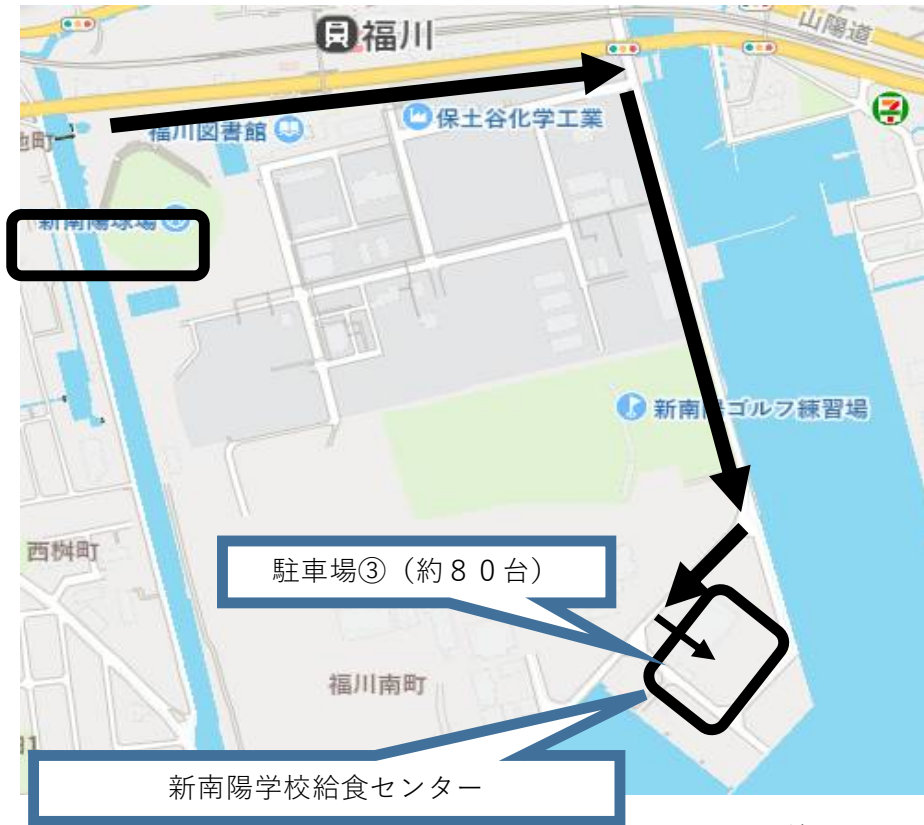 福川
山陽道
福川図書館
保土谷化学工業
新南陽球場
新南陽ゴルフ練習場
西桝町
駐車場③（約８０台）
福川南町
新南陽学校給食センター